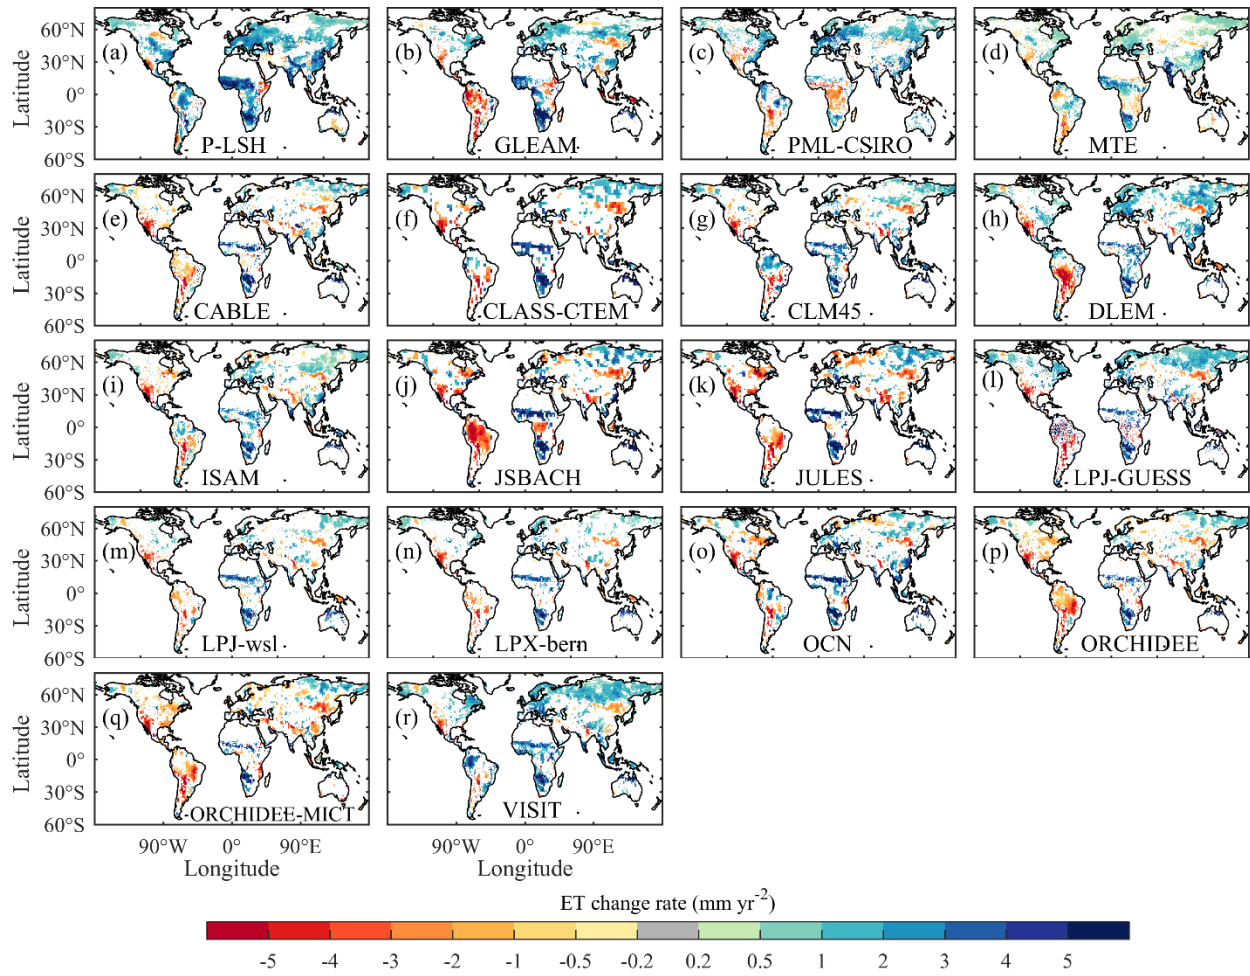 60°N
30°N
0°
30°S
60°S
Latitude
(a)
P-LSH
(b)
GLEAM
(c)
PML-CSIRO
(d)
MTE
60°N
30°N
0°
30°S
60°S
Latitude
(e)
CABLE
(f)
CLASS-CTEM
(g)
CLM45
(h)
DLEM
60°N
30°N
0°
30°S
60°S
Latitude
(i)
ISAM
(j)
JSBACH
(k)
JULES
(l)
LPJ-GUESS
60°N
30°N
0°
30°S
60°S
Latitude
(m)
LPJ-wsl
(n)
LPX-bern
(o)
OCN
(p)
ORCHIDEE
60°N
30°N
0°
30°S
60°S
Latitude
(q)
ORCHIDEE-MICT
(r)
VISIT
90°W 0° 90°E
Longitude
90°W 0° 90°E
Longitude
ET change rate (mm yr-2)
-5 -4 -3 -2 -1 -0.5 -0.2 0.2 0.5 1 2 3 4 5